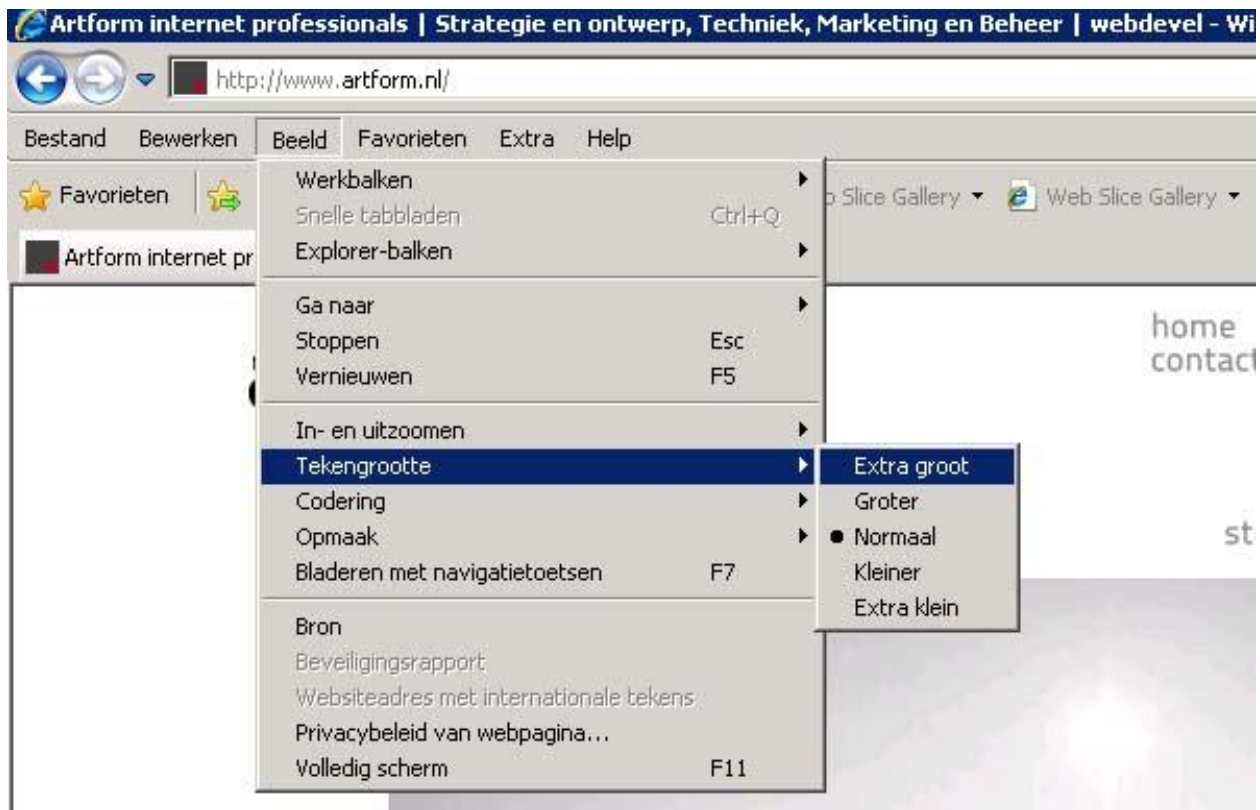 Artform internet professionals | Strategie en ontwerp, Techniek, Marketing en Beheer | webdevel - Wi
http://www.artform.nl/
Bestand Bewerken Beeld Favorieten Extra Help
Favorieten Slice Gallery Web Slice Gallery
Artform internet pr
Werkbalken
Snelle tabbladen Ctrl+Q
Explorer-balken
Ga naar
Stoppen Esc
Vernieuwen F5
In- en uitzoomen
Tekengrootte
Codering
Opmaak
Bladeren met navigatietoetsen F7
Bron
Beveiligingsrapport
Websiteadres met internationale tekens
Privacybeleid van webpagina...
Volledig scherm F11
Extra groot
Groter
Normaal
Kleiner
Extra klein
home
contact
st